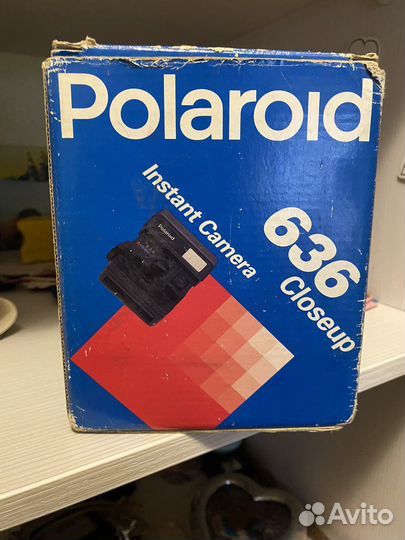 Polaroid
Instant Camera
636
Closeup
Polaroid
Avito